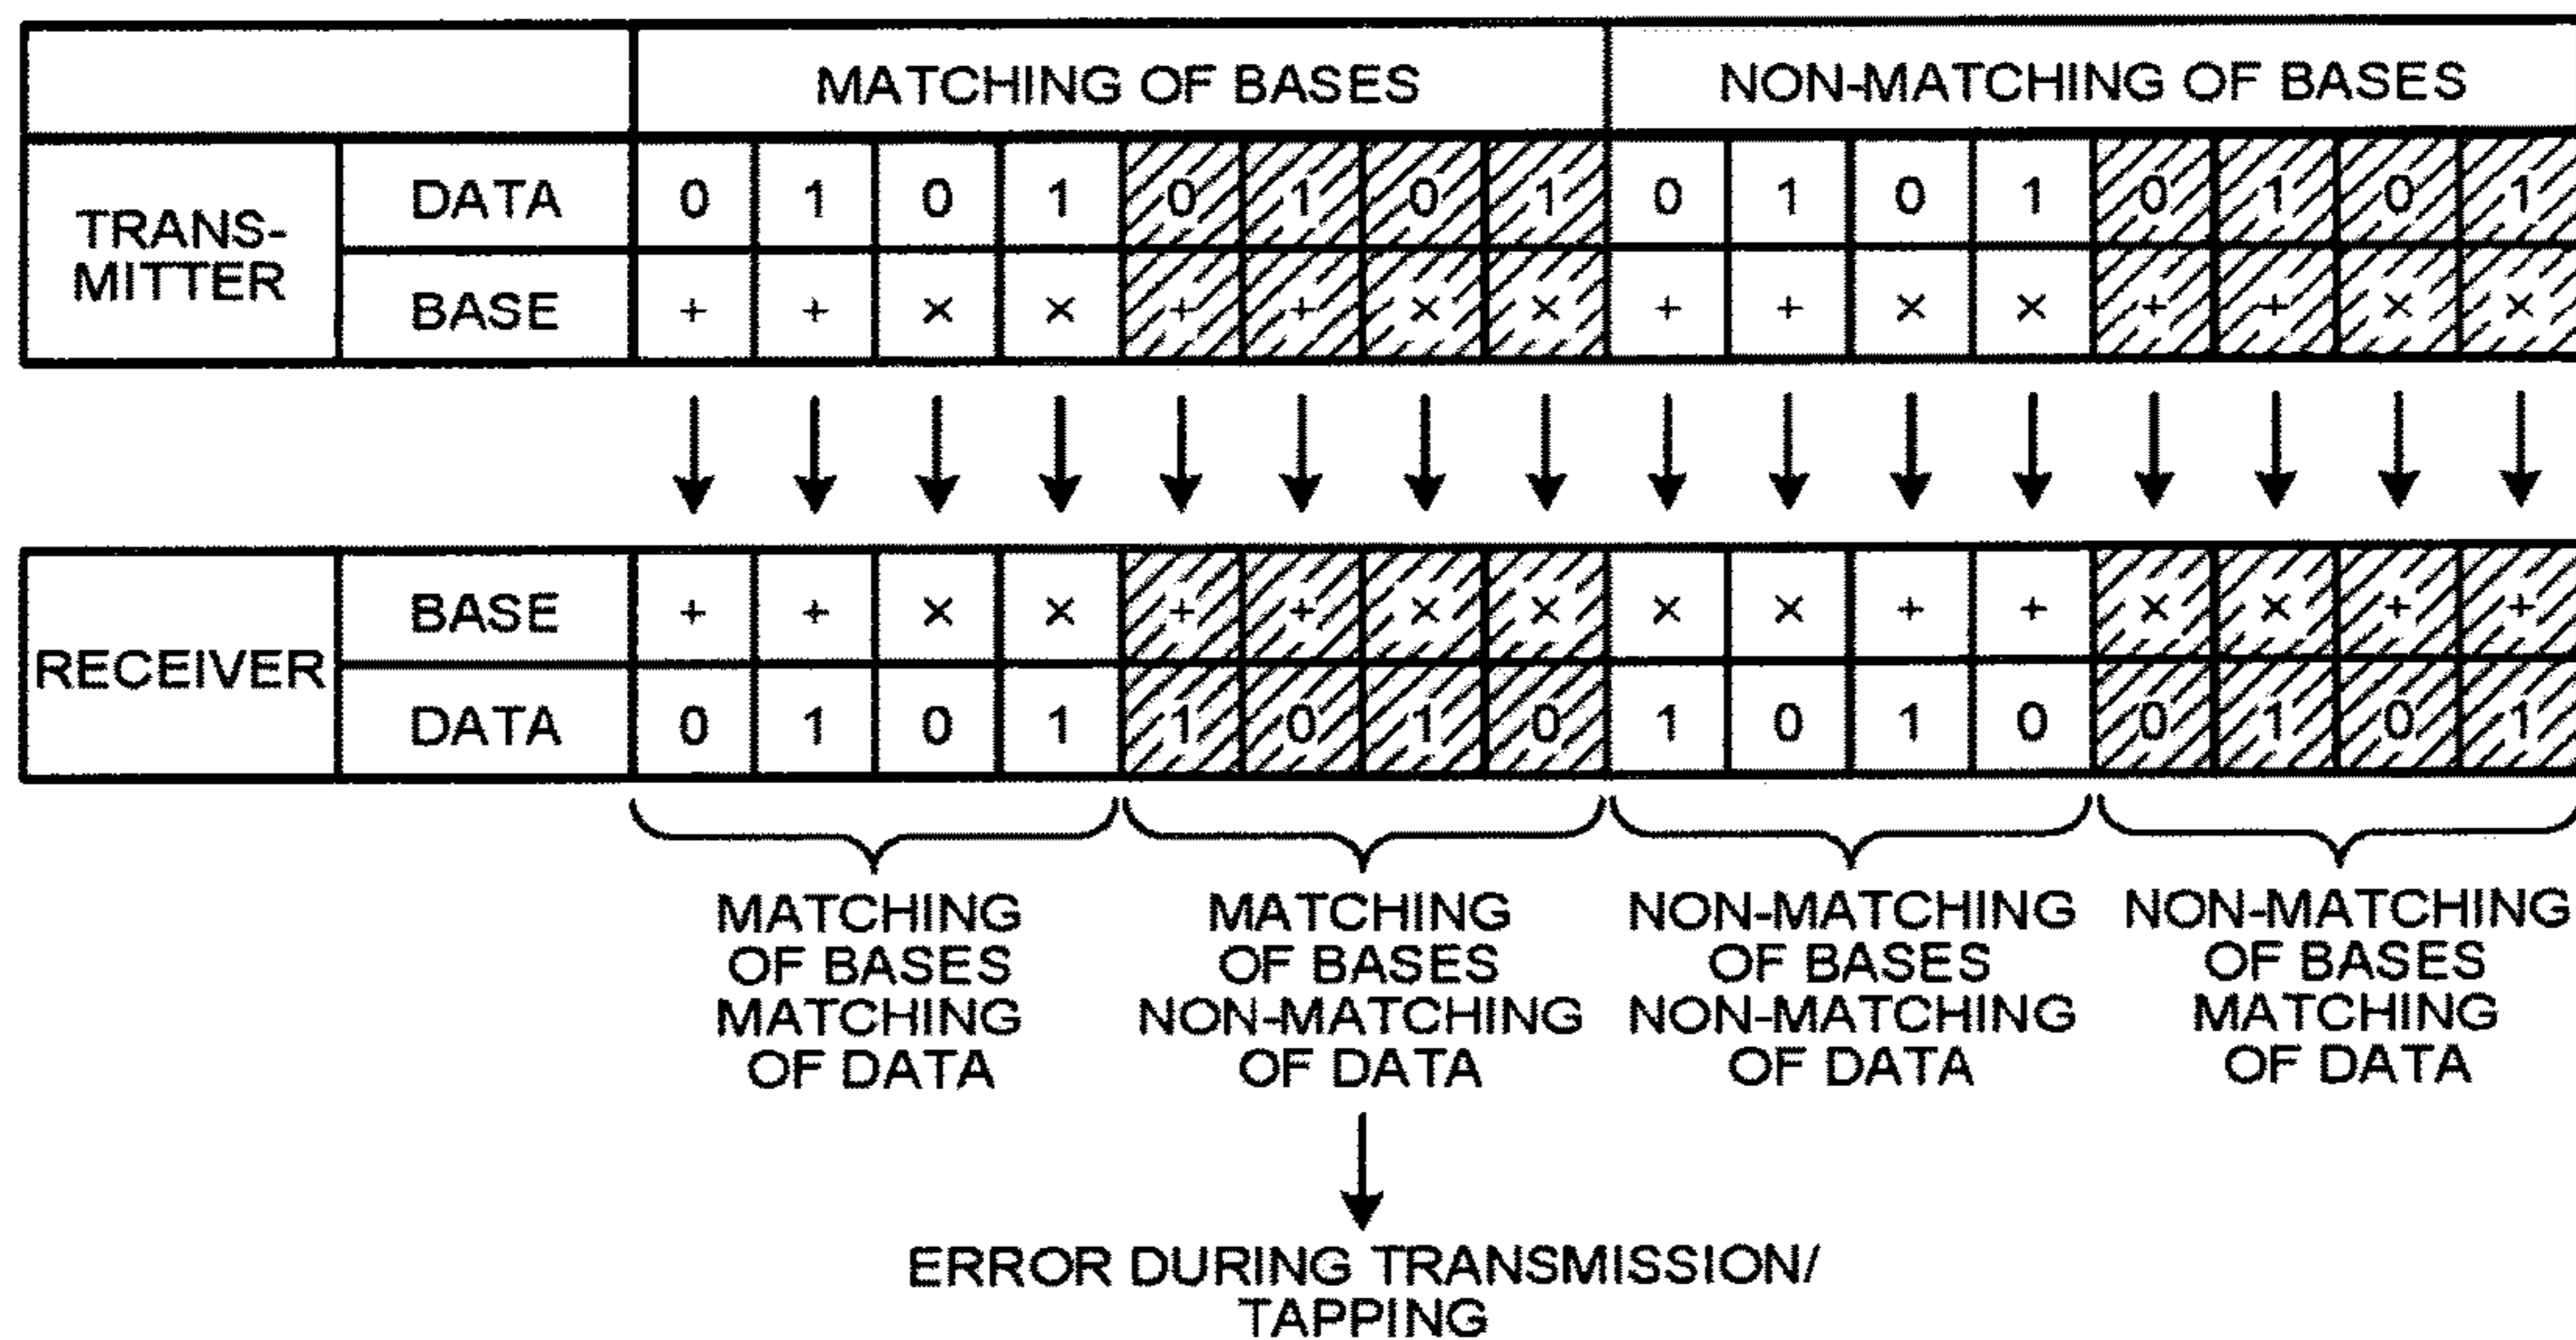 MATCHING OF BASES NON-MATCHING OF BASES
TRANS-
MITTER
DATA 0 1 0 1 0 1 0 1 0 1 0 1 0 1 0 1
BASE + + × × + + × × + + × × + + × ×
RECEIVER
BASE + + × × + + × × × × + + × × + +
DATA 0 1 0 1 1 0 1 0 1 0 1 0 0 1 0 1
MATCHING
OF BASES
MATCHING
OF DATA
MATCHING
OF BASES
NON-MATCHING
OF DATA
NON-MATCHING
OF BASES
NON-MATCHING
OF DATA
NON-MATCHING
OF BASES
MATCHING
OF DATA
ERROR DURING TRANSMISSION/
TAPPING